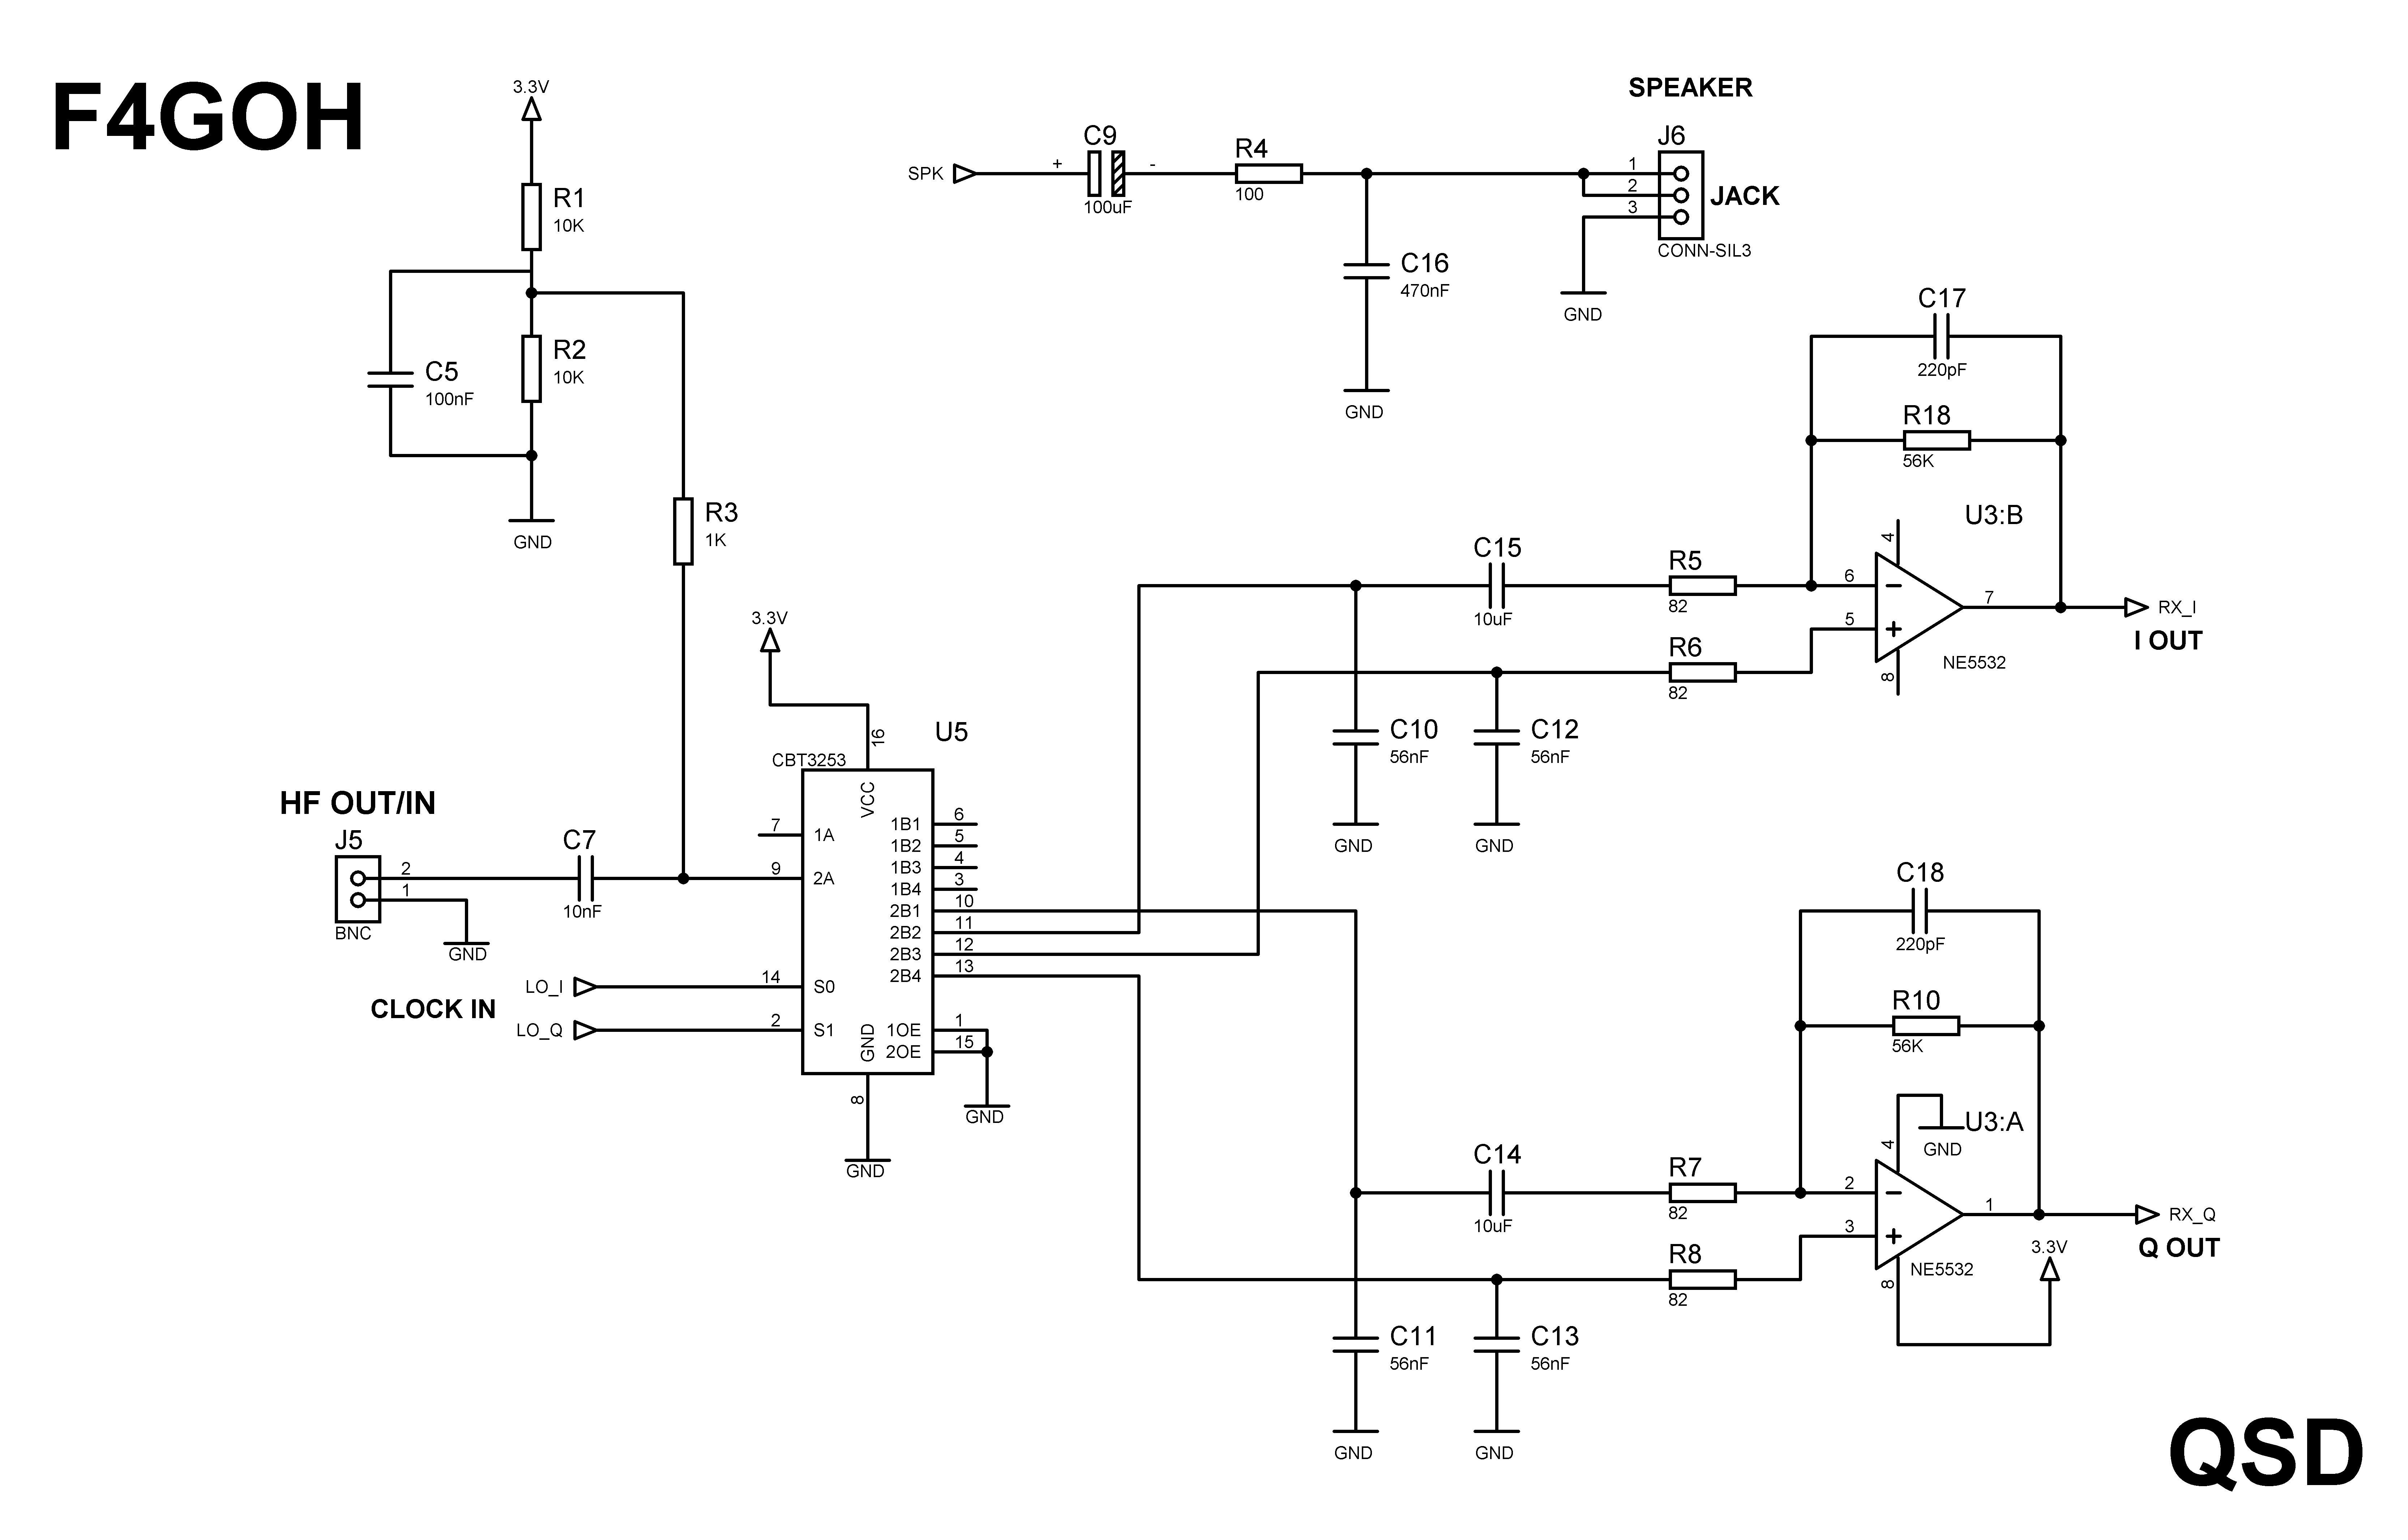 F4GOH
3.3V
R1
10K
R2
10K
C5
100nF
GND
R3
1K
SPEAKER
SPK
+
C9
-
100uF
R4
100
C16
470nF
GND
J6
1
2
3
JACK
CONN-SIL3
GND
C17
220pF
R18
56K
U3:B
C15
10uF
R5
82
6
4
7
RX_I
I OUT
5
R6
82
8
NE5532
C10
56nF
GND
C12
56nF
GND
3.3V
16
U5
CBT3253
VCC
HF OUT/IN
J5
2
1
BNC
GND
C7
10nF
7
1A
9
2A
1B1
6
1B2
5
1B3
4
1B4
3
2B1
10
2B2
11
2B3
12
2B4
13
LO_I
14
S0
CLOCK IN
LO_Q
2
S1
GND
1OE
1
2OE
15
GND
8
GND
C18
220pF
R10
56K
U3:A
4
GND
C14
10uF
R7
82
2
1
RX_Q
Q OUT
3
R8
82
8
NE5532
3.3V
C11
56nF
GND
C13
56nF
GND
QSD